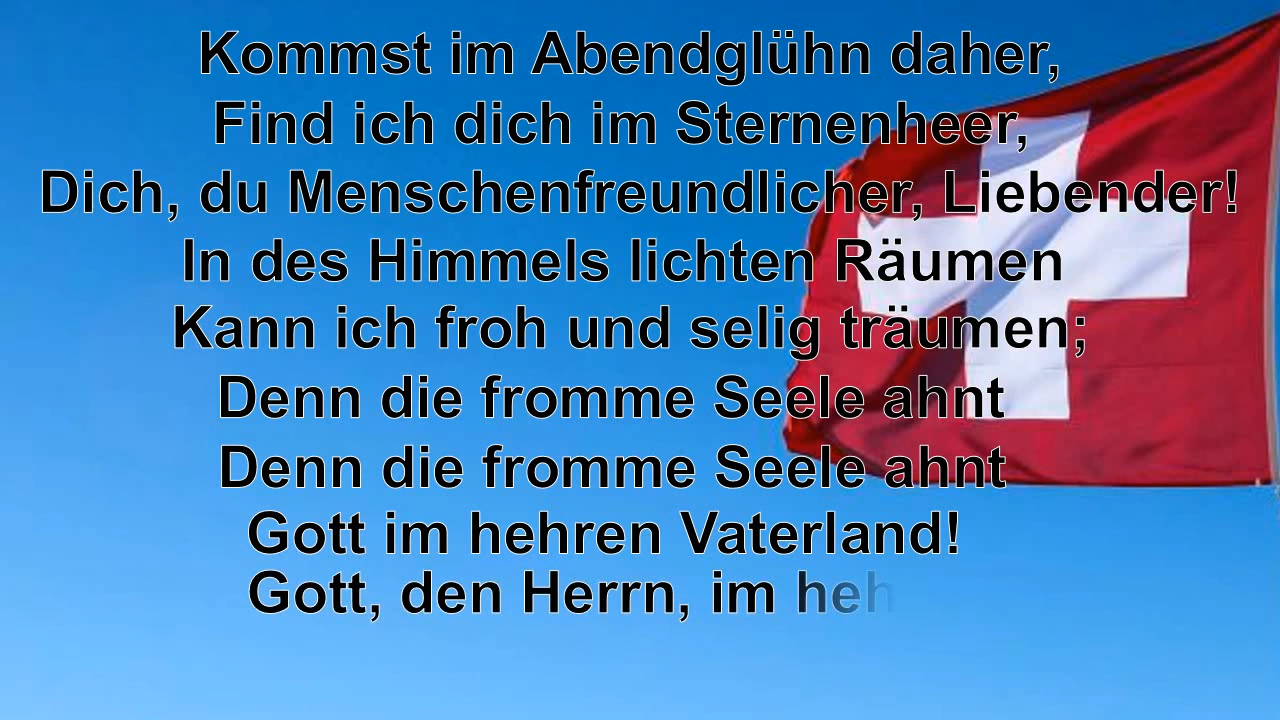 Kommst im Abendglühn daher,
Find ich dich im Sternenheer,
Dich, du Menschenfreundlicher, Liebender!
In des Himmels lichten Räumen
Kann ich froh und selig träumen;
Denn die fromme Seele ahnt
Denn die fromme Seele ahnt
Gott im hehren Vaterland!
Gott, den Herrn, im